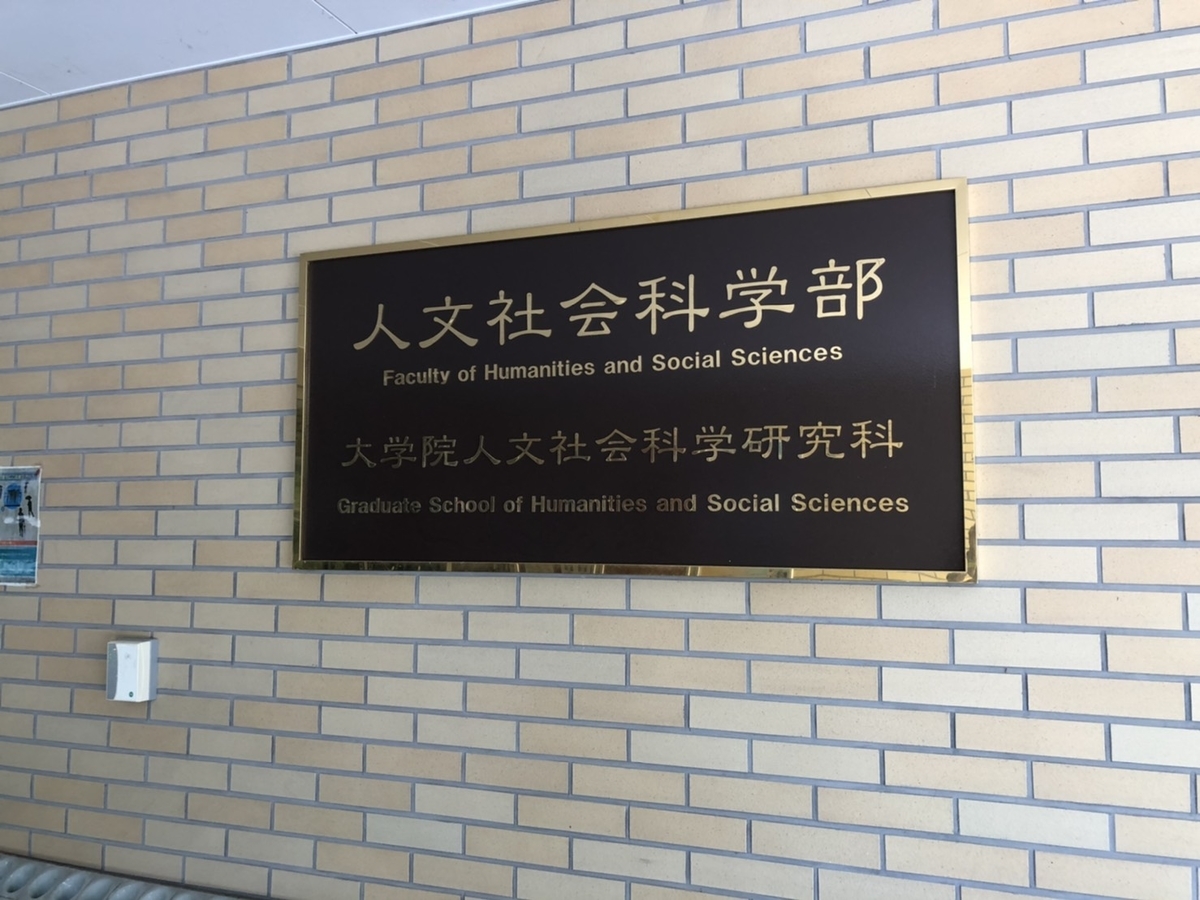 人文社会科学部
Faculty of Humanities and Social Sciences
大学院人文社会科学研究科
Graduate School of Humanities and Social Sciences